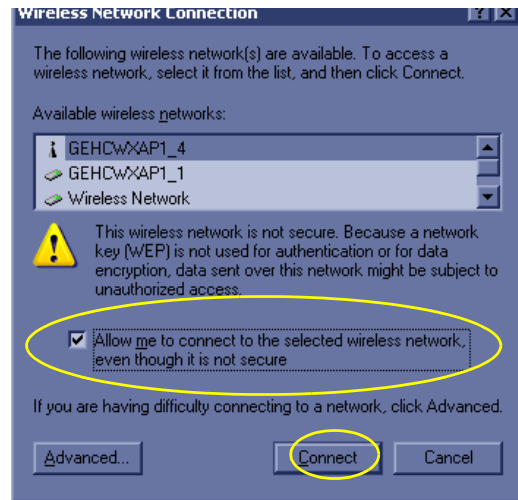 Wireless Network Connection
The following wireless network(s) are available. To access a
wireless network, select it from the list, and then click Connect.
Available wireless networks:
GEHCWXAP1_4
GEHCWXAP1_1
Wireless Network
This wireless network is not secure. Because a network
key (WEP) is not used for authentication or for data
encryption, data sent over this network might be subject to
unauthorized access.
Allow me to connect to the selected wireless network,
even though it is not secure
If you are having difficulty connecting to a network, click Advanced.
Advanced... Connect Cancel